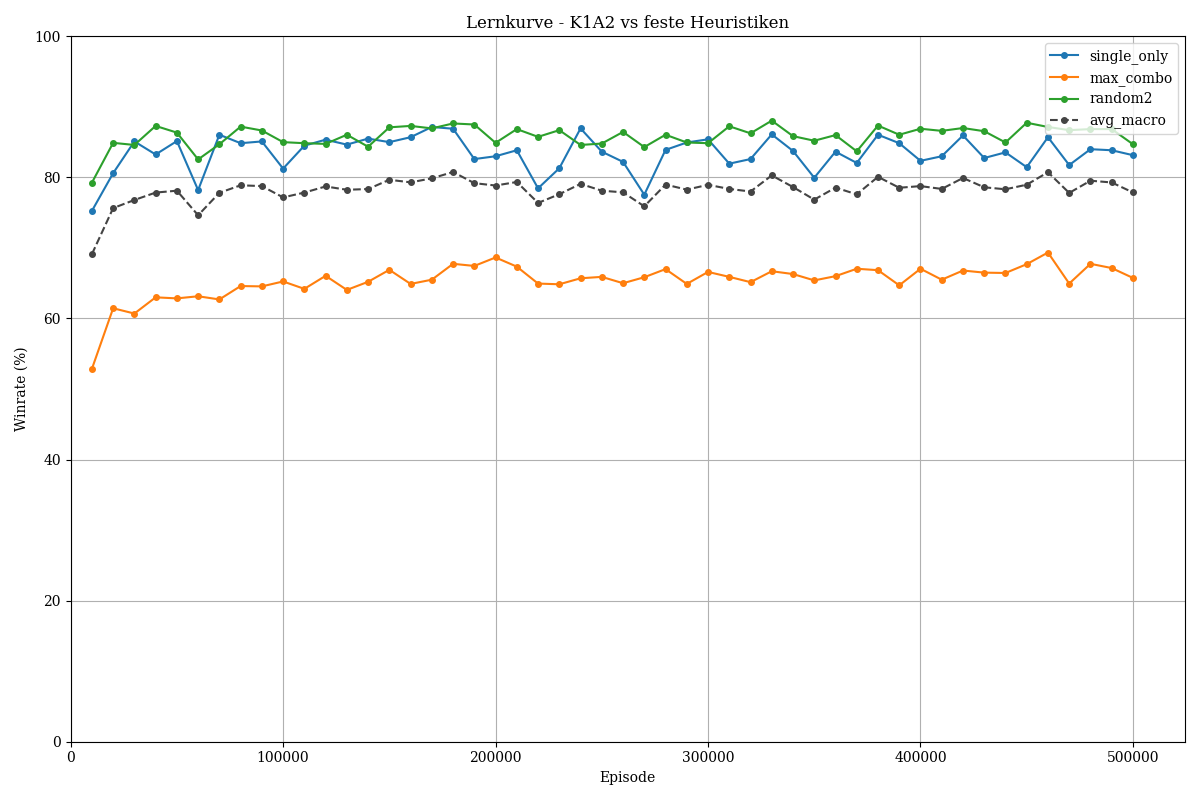 Lernkurve - K1A2 vs feste Heuristiken
100
80
60
40
20
0
Winrate (%)
single_only
max_combo
random2
avg_macro
0
100000
200000
300000
400000
500000
Episode